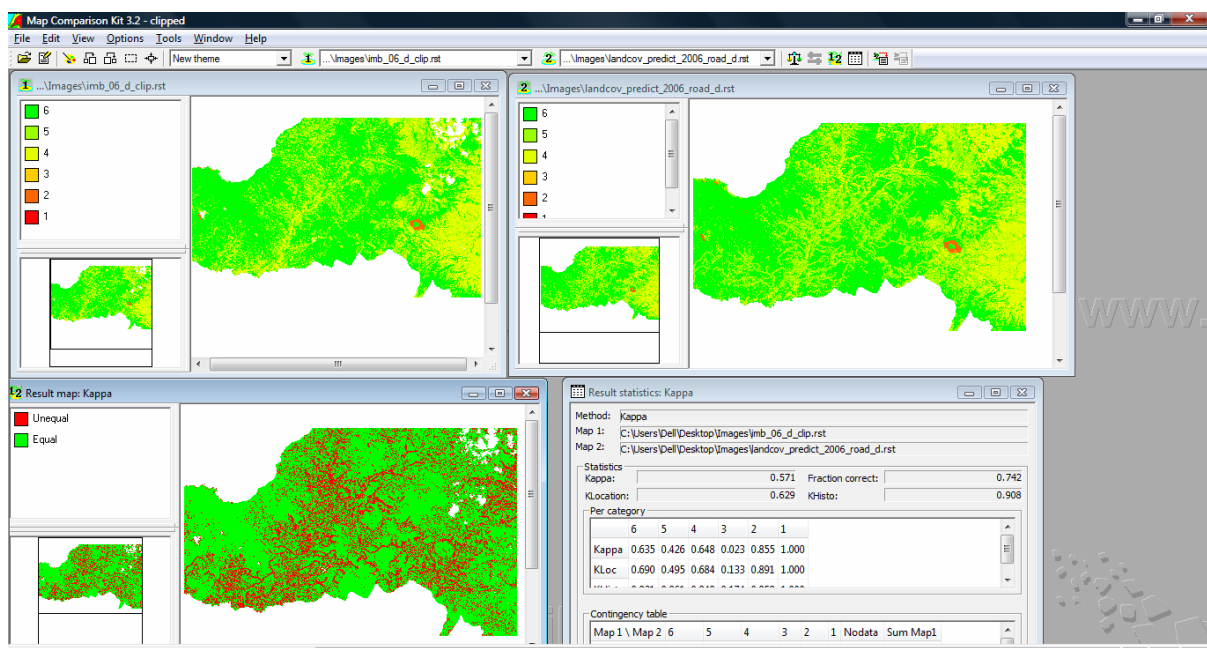 Map Comparison Kit 3.2 - clipped
File Edit View Options Tools Window Help
New theme 1 ...\Images\imb_06_d_clip.rst 2 ...\Images\landcov_predict_2006_road_d.rst 1 2
1 ...\Images\imb_06_d_clip.rst
6
5
4
3
2
1
2 ...\Images\landcov_predict_2006_road_d.rst
6
5
4
3
2
1
WWW.
12 Result map: Kappa
Unequal
Equal
Result statistics: Kappa
Method: Kappa
Map 1: C:\Users\Dell\Desktop\Images\imb_06_d_clip.rst
Map 2: C:\Users\Dell\Desktop\Images\landcov_predict_2006_road_d.rst
Statistics
Kappa: 0.571 Fraction correct: 0.742
KLocation: 0.629 KHisto: 0.908
Per category
6 5 4 3 2 1
Kappa 0.635 0.426 0.648 0.023 0.855 1.000
KLoc 0.690 0.495 0.684 0.133 0.891 1.000
Contingency table
Map 1 \ Map 2 6 5 4 3 2 1 Nodata Sum Map1